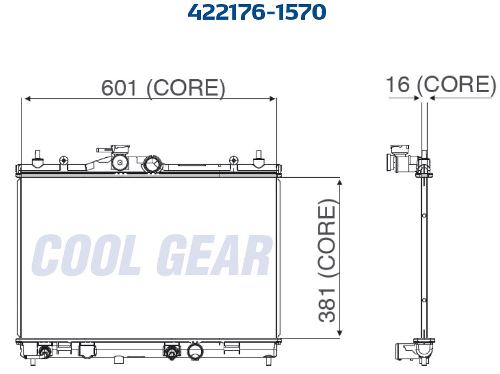 422176-1570
601 (CORE)
16 (CORE)
COOL GEAR
381 (CORE)